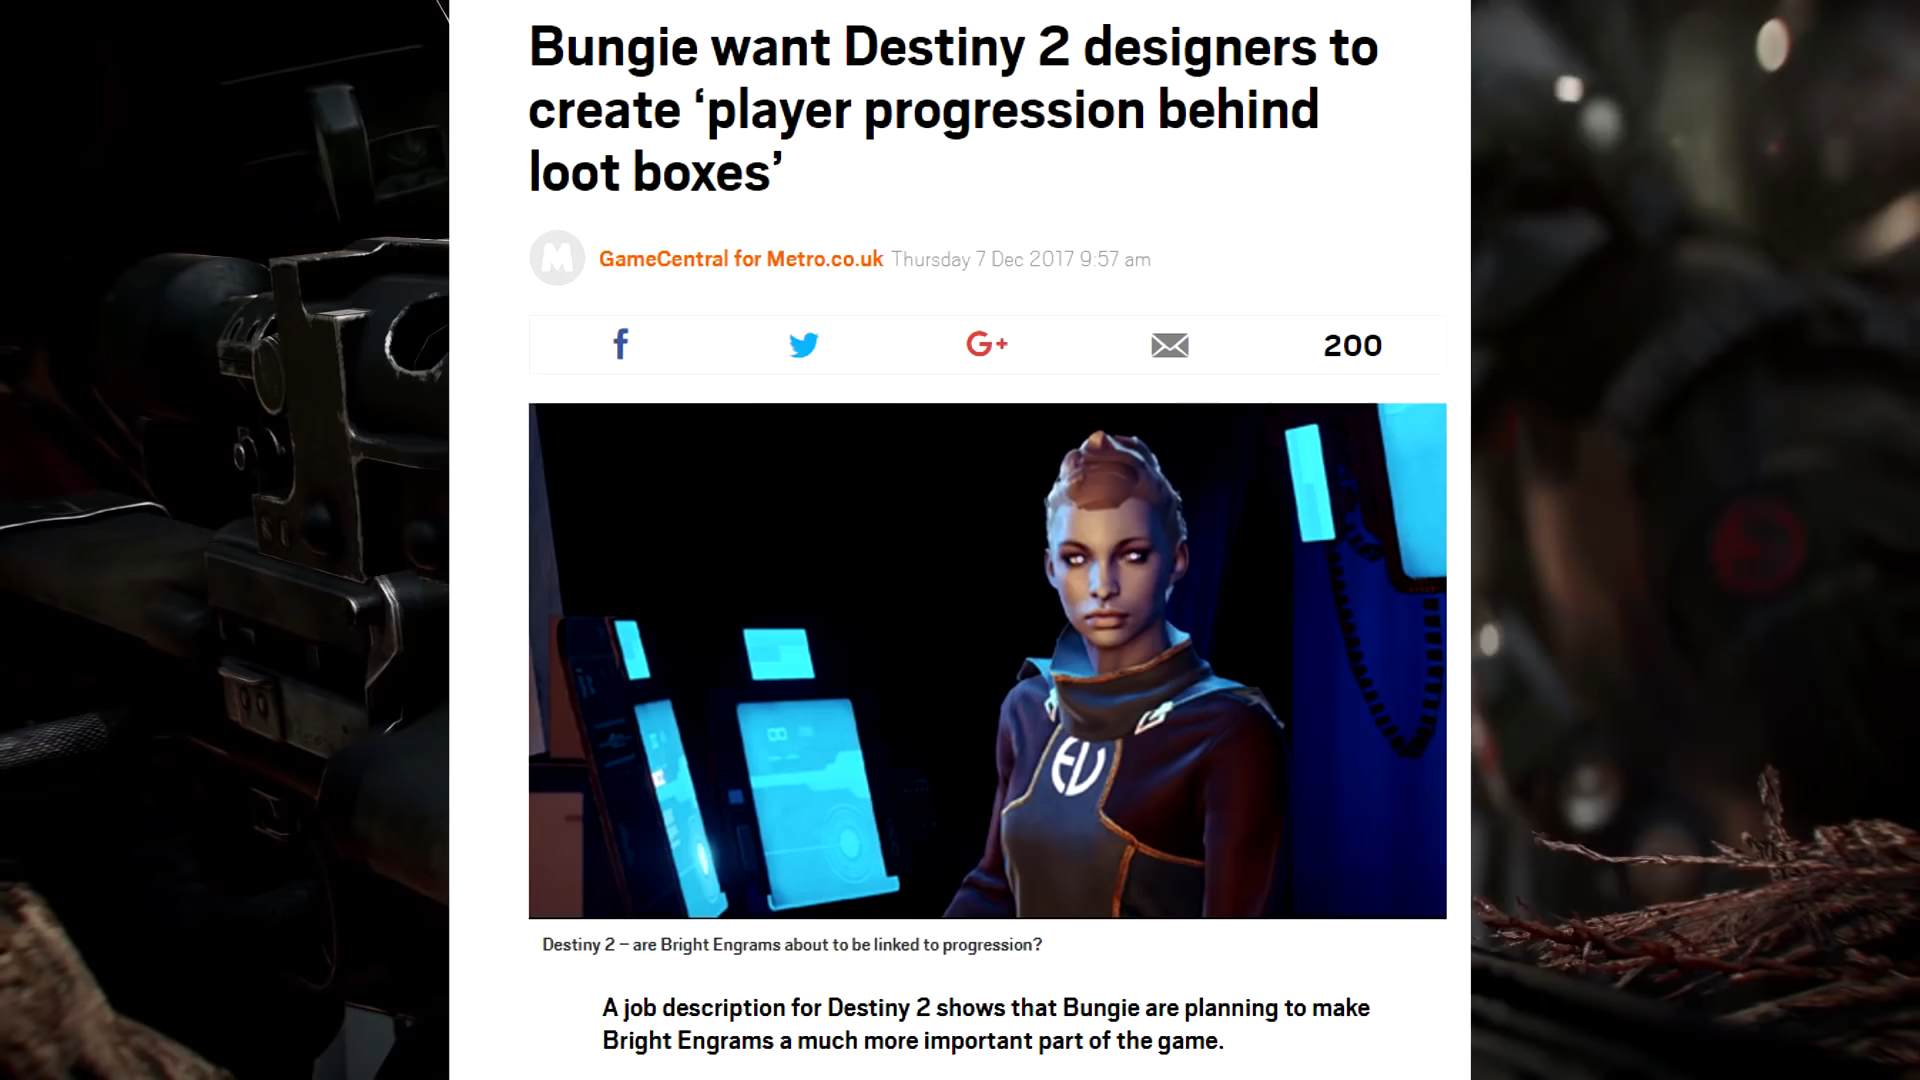 Bungie want Destiny 2 designers to
create ‘player progression behind
loot boxes’
M
GameCentral for Metro.co.uk Thursday 7 Dec 2017 9:57 am
f G+ 200
EV
Destiny 2 – are Bright Engrams about to be linked to progression?
A job description for Destiny 2 shows that Bungie are planning to make
Bright Engrams a much more important part of the game.